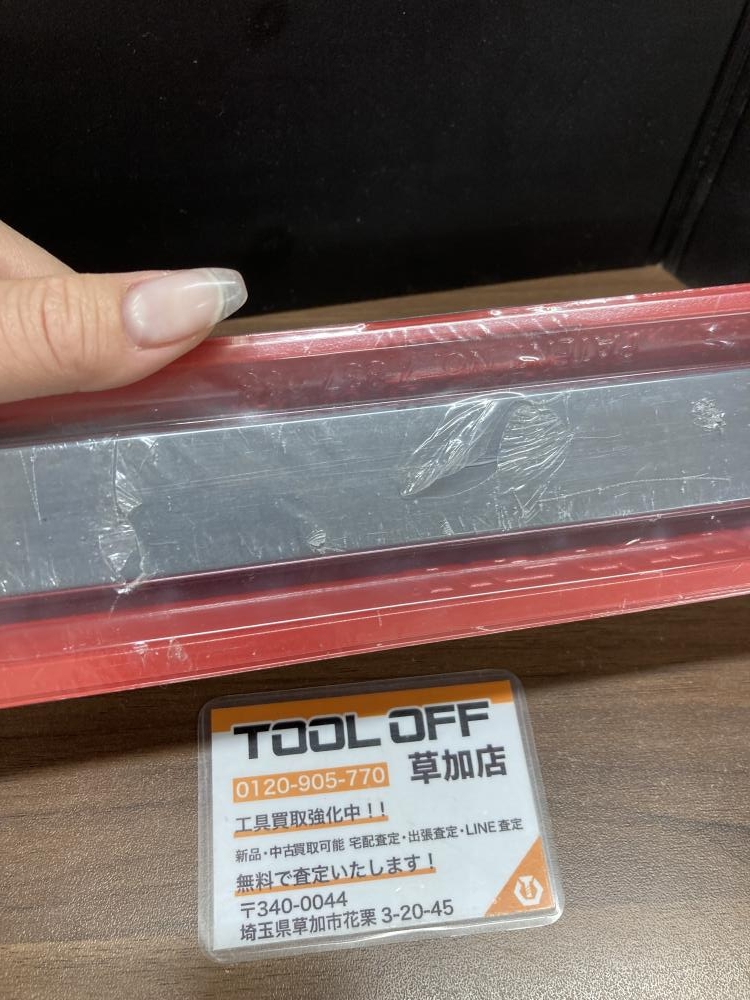 TOOL OFF
0120-905-770 草加店
工具買取強化中!!
新品・中古買取可能 宅配査定・出張査定・LINE査定
無料で査定いたします!
〒340-0044
埼玉県草加市花栗 3-20-45